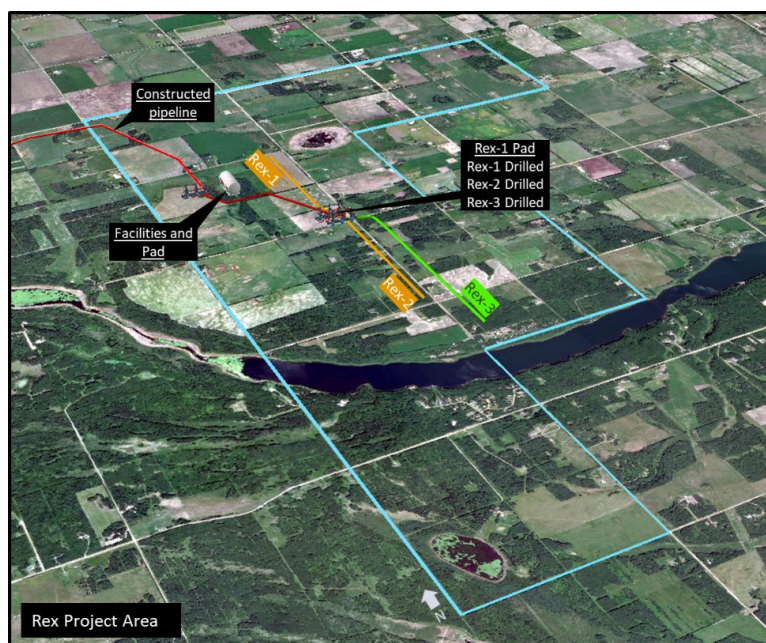 Constructed
pipeline
Rex-1 Pad
Rex-1 Drilled
Rex-2 Drilled
Rex-3 Drilled
Rex-1
Facilities and
Pad
Rex-2
Rex-3
N
Rex Project Area